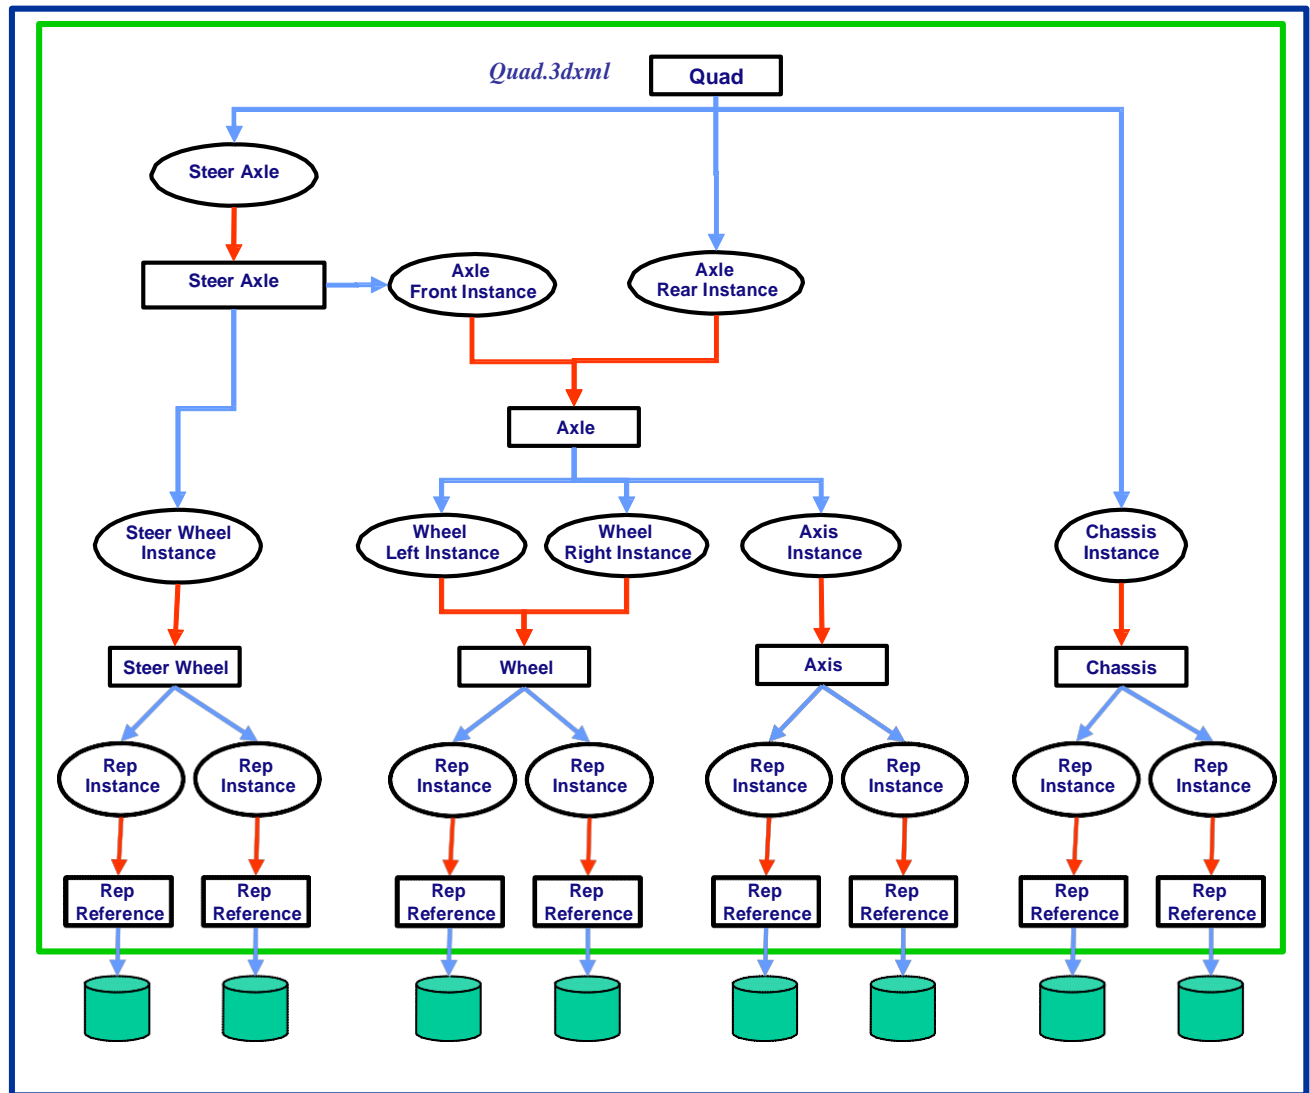 Quad.3dxml
Quad
Steer Axle
Steer Axle
Axle
Front Instance
Axle
Rear Instance
Axle
Steer Wheel
Instance
Wheel
Left Instance
Wheel
Right Instance
Axis
Instance
Chassis
Instance
Steer Wheel
Wheel
Axis
Chassis
Rep
Instance
Rep
Instance
Rep
Instance
Rep
Instance
Rep
Instance
Rep
Instance
Rep
Instance
Rep
Instance
Rep
Reference
Rep
Reference
Rep
Reference
Rep
Reference
Rep
Reference
Rep
Reference
Rep
Reference
Rep
Reference